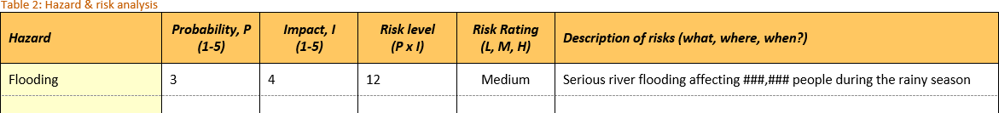 Table 2: Hazard & risk analysis
Hazard
Probability, P
(1-5)
Impact, I
(1-5)
Risk level
(P x I)
Risk Rating
(L, M, H)
Description of risks (what, where, when?)
Flooding 3 4 12 Medium Serious river flooding affecting ###,### people during the rainy season